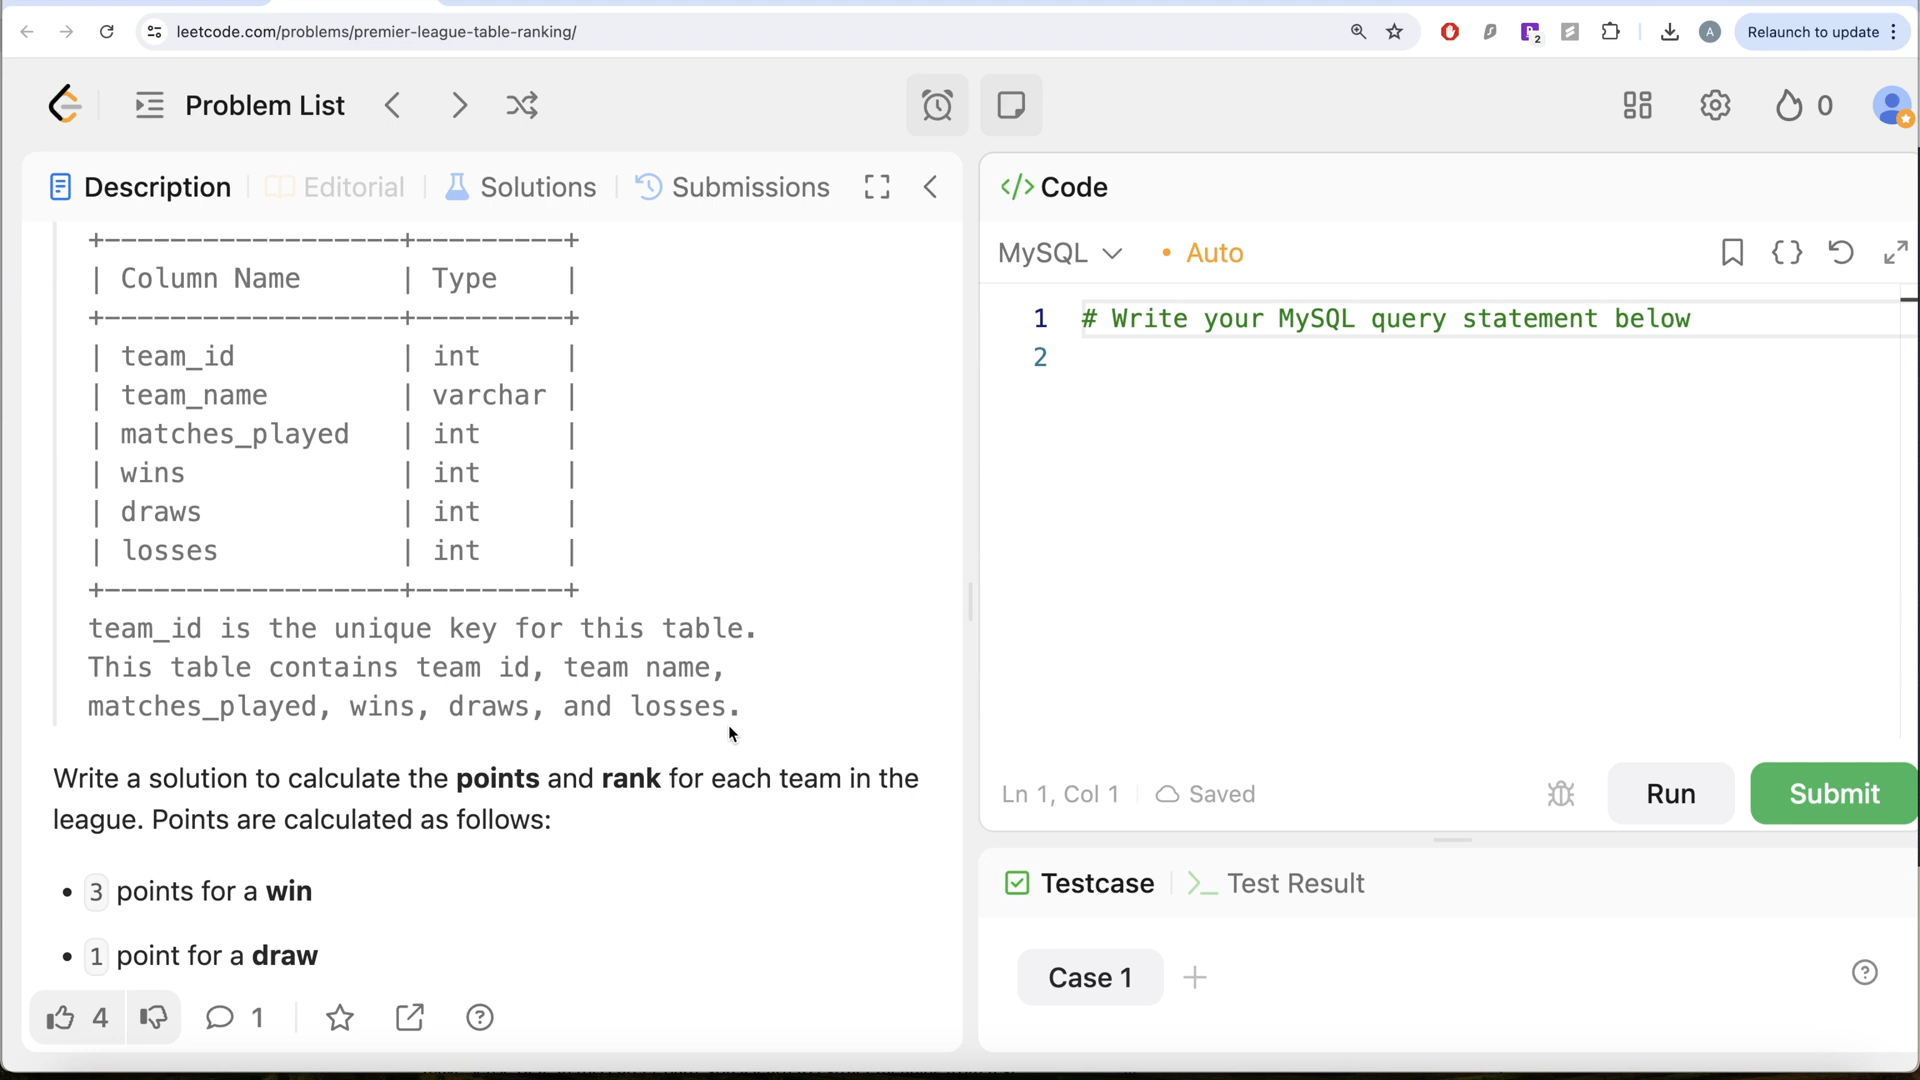 leetcode.com/problems/premier-league-table-ranking/
2
A
Relaunch to update
Problem List
0
Description
Editorial
Solutions
Submissions
+------------------+---------+
| Column Name | Type |
+------------------+---------+
| team_id | int |
| team_name | varchar |
| matches_played | int |
| wins | int |
| draws | int |
| losses | int |
+------------------+---------+
team_id is the unique key for this table.
This table contains team id, team name,
matches_played, wins, draws, and losses.
Write a solution to calculate the points and rank for each team in the
league. Points are calculated as follows:
• 3 points for a win
• 1 point for a draw
4
1
</> Code
MySQL
• Auto
{}
1 # Write your MySQL query statement below
2
Ln 1, Col 1
Saved
Run
Submit
Testcase
>_ Test Result
Case 1
+